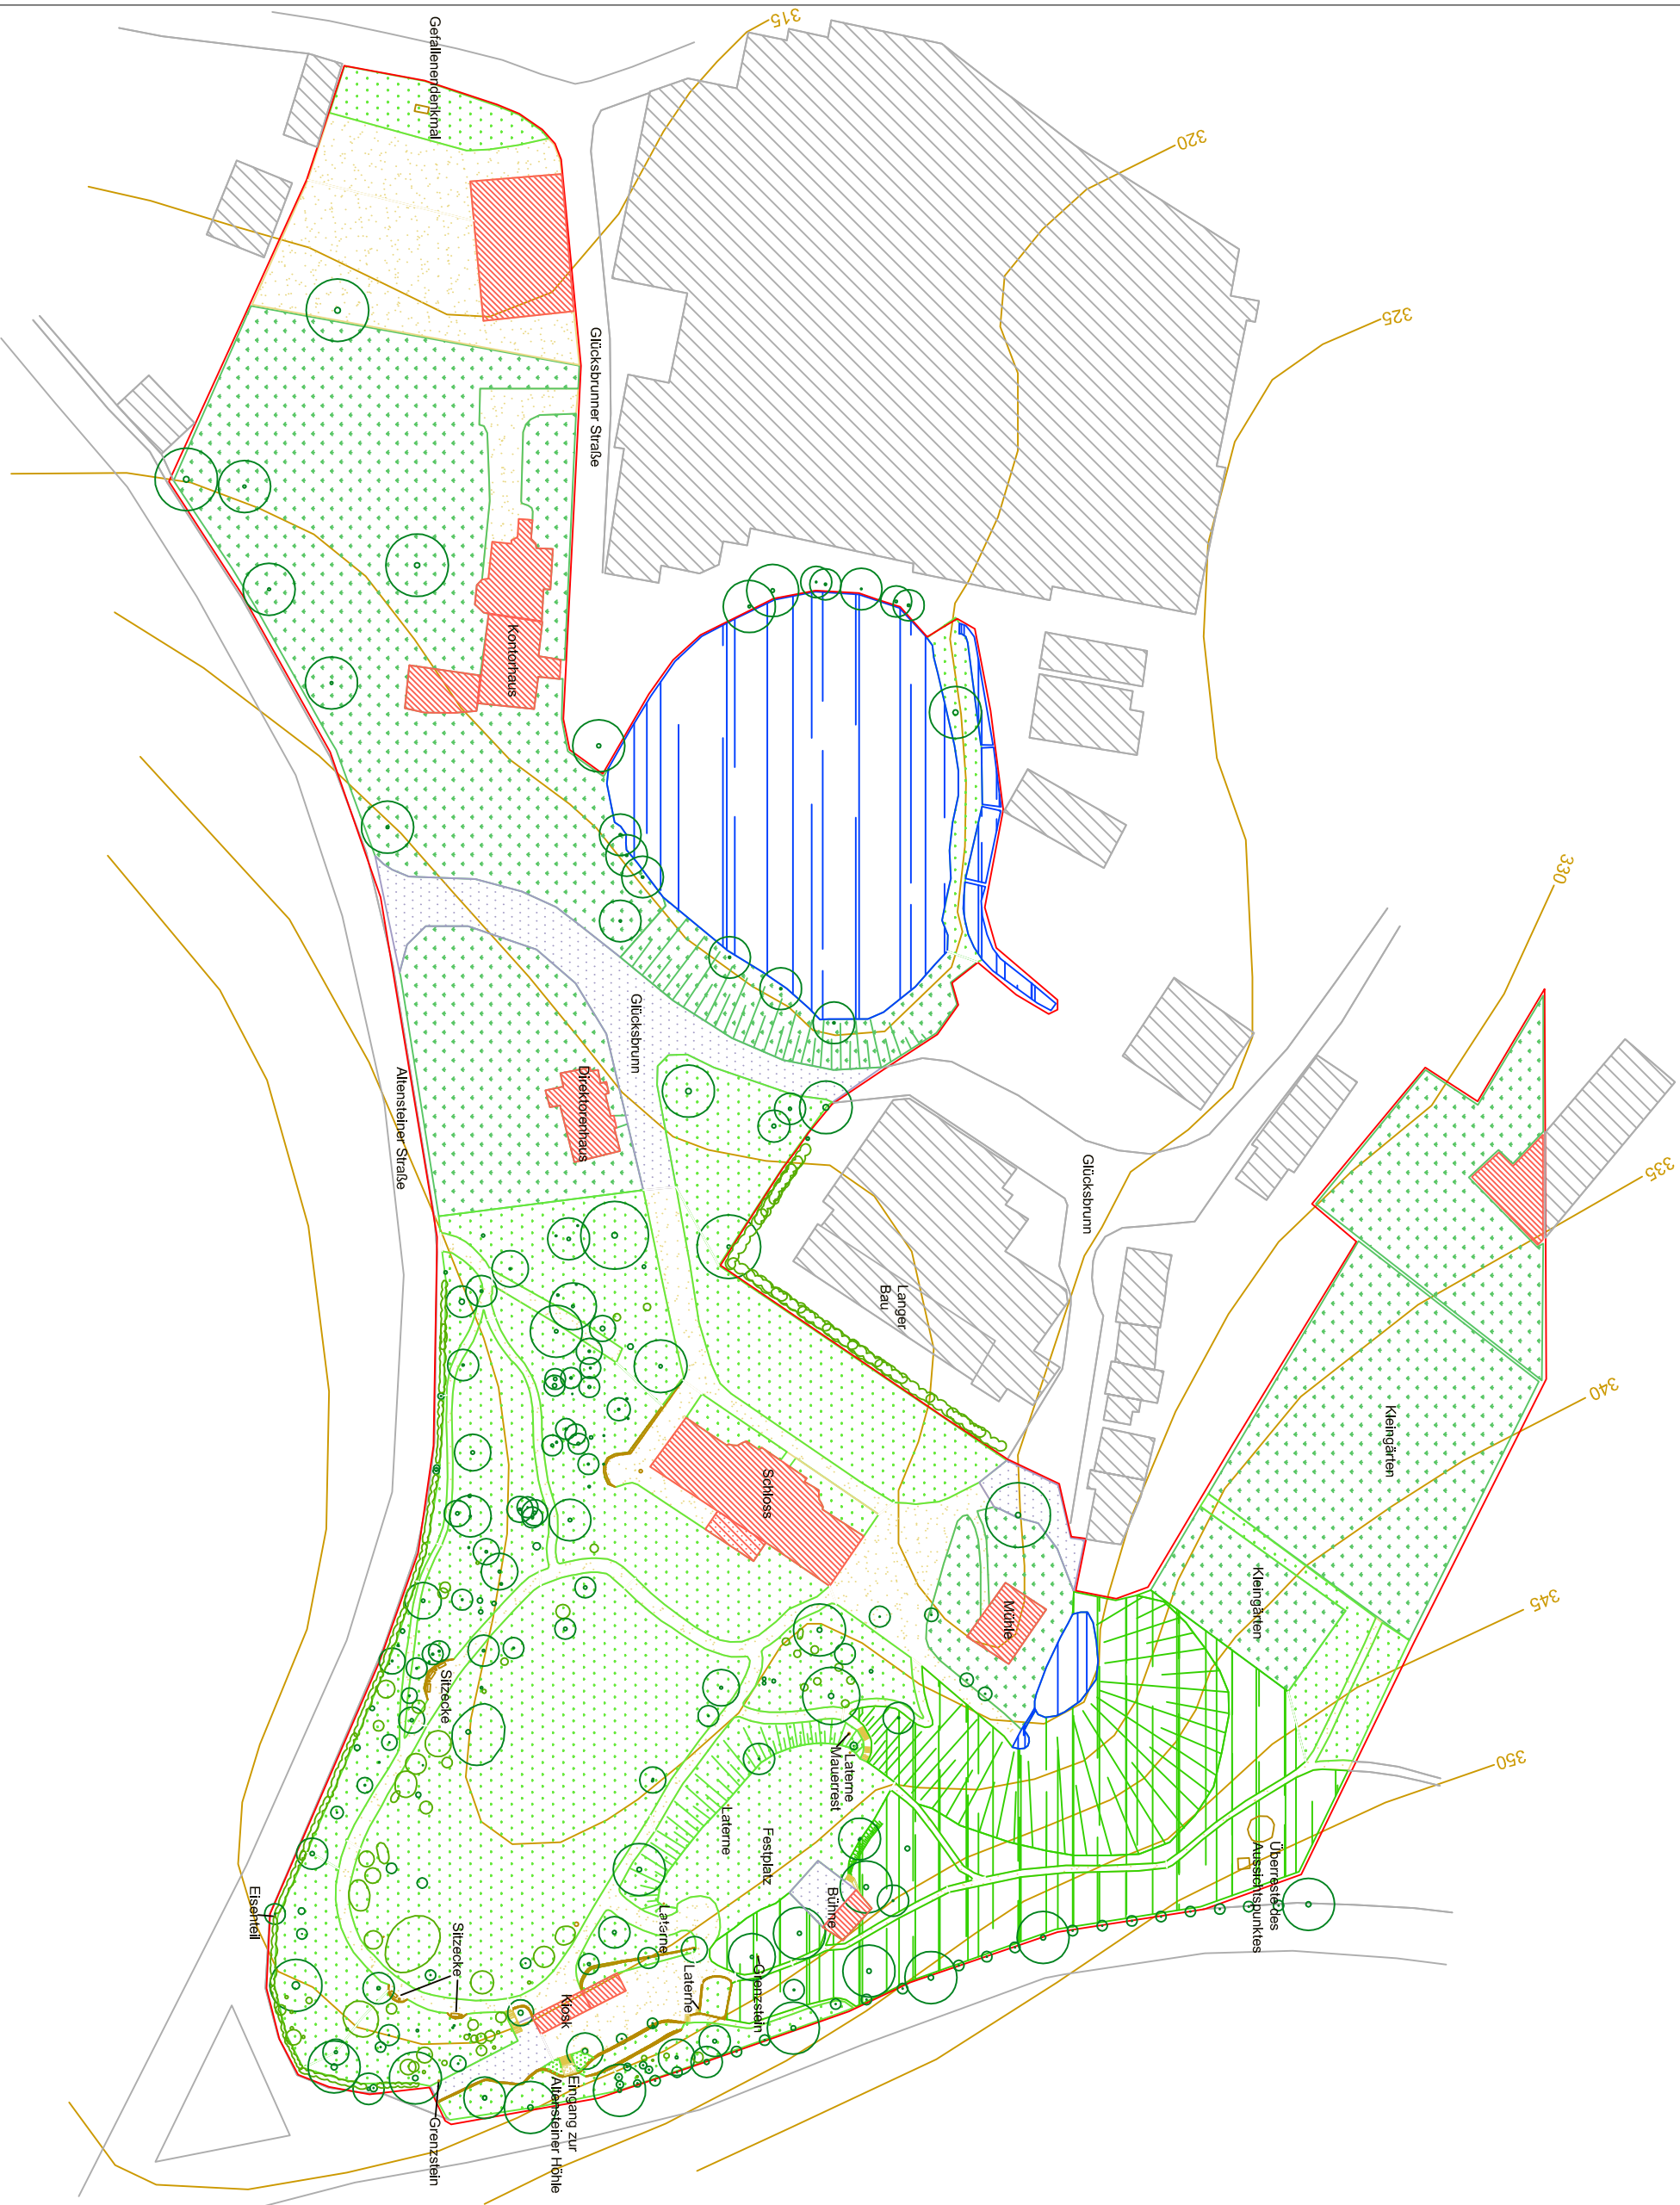 Gefallenendenkmal
315
320
325
Glücksbrunner Straße
Kontorhaus
330
335
340
345
350
Glücksbrunn
Direktorenhaus
Altensteiner Straße
Glücksbrunn
Langer
Bau
Kleingärten
Kleingärten
Schloss
Mühle
Sitzecke
Laterne
Mauerrest
Laterne
Festplatz
Bühne
Überreste des
Aussichtspunktes
Eisenteil
Sitzecke
Laterne
Laterne
Grenzstein
Kiosk
Eingang zur
Altensteiner Höhle
Grenzstein